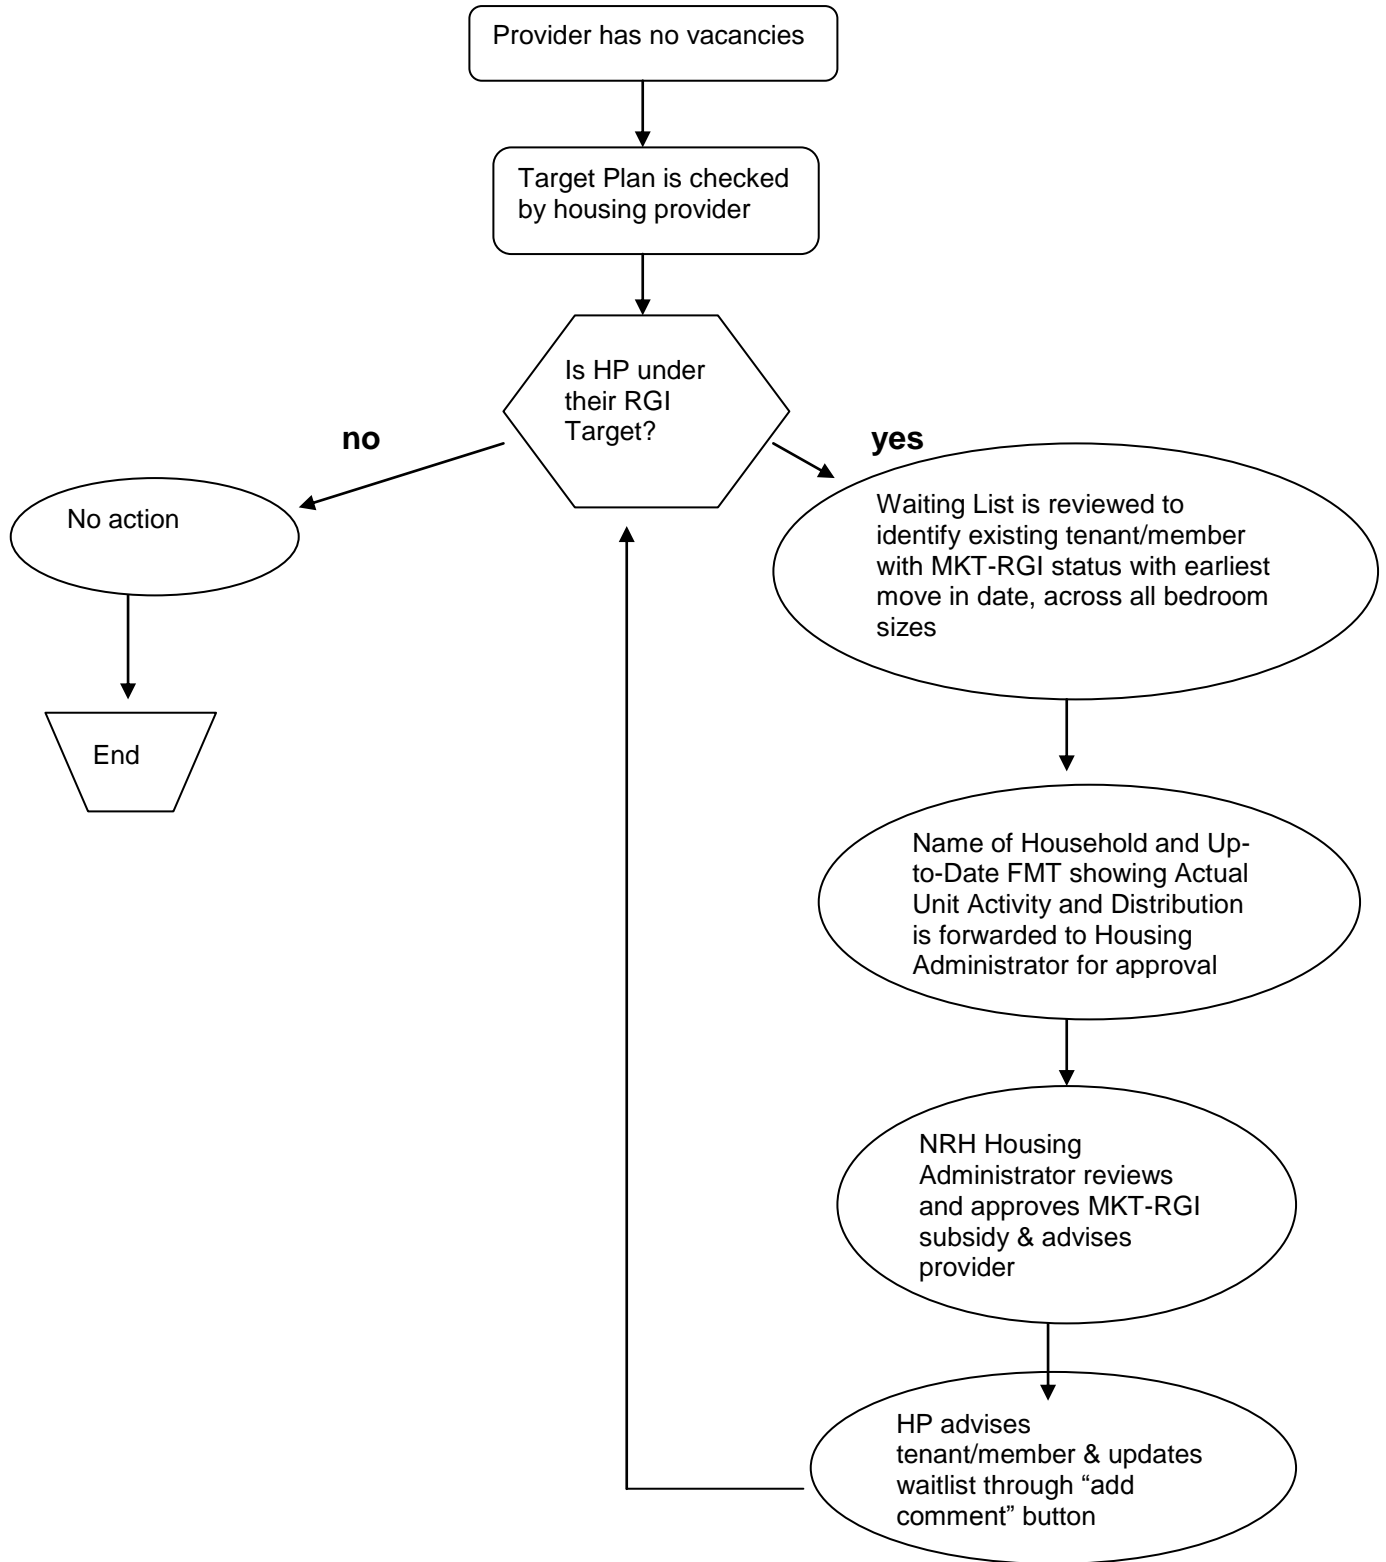 Provider has no vacancies
Target Plan is checked
by housing provider
Is HP under
their RGI
Target?
no
yes
No action
End
Waiting List is reviewed to
identify existing tenant/member
with MKT-RGI status with earliest
move in date, across all bedroom
sizes
Name of Household and Up-
to-Date FMT showing Actual
Unit Activity and Distribution
is forwarded to Housing
Administrator for approval
NRH Housing
Administrator reviews
and approves MKT-RGI
subsidy & advises
provider
HP advises
tenant/member & updates
waitlist through “add
comment” button